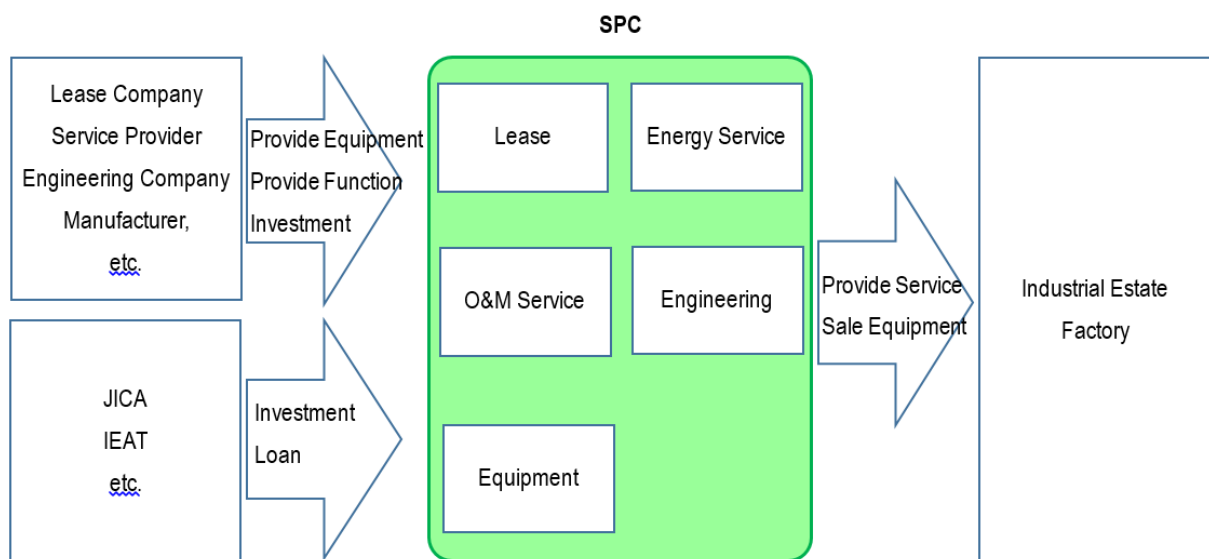 SPC
Lease Company
Service Provider
Engineering Company
Manufacturer,
etc.
Provide Equipment
Provide Function
Investment
JICA
IEAT
etc.
Investment
Loan
Lease
Energy Service
O&M Service
Engineering
Equipment
Provide Service
Sale Equipment
Industrial Estate
Factory